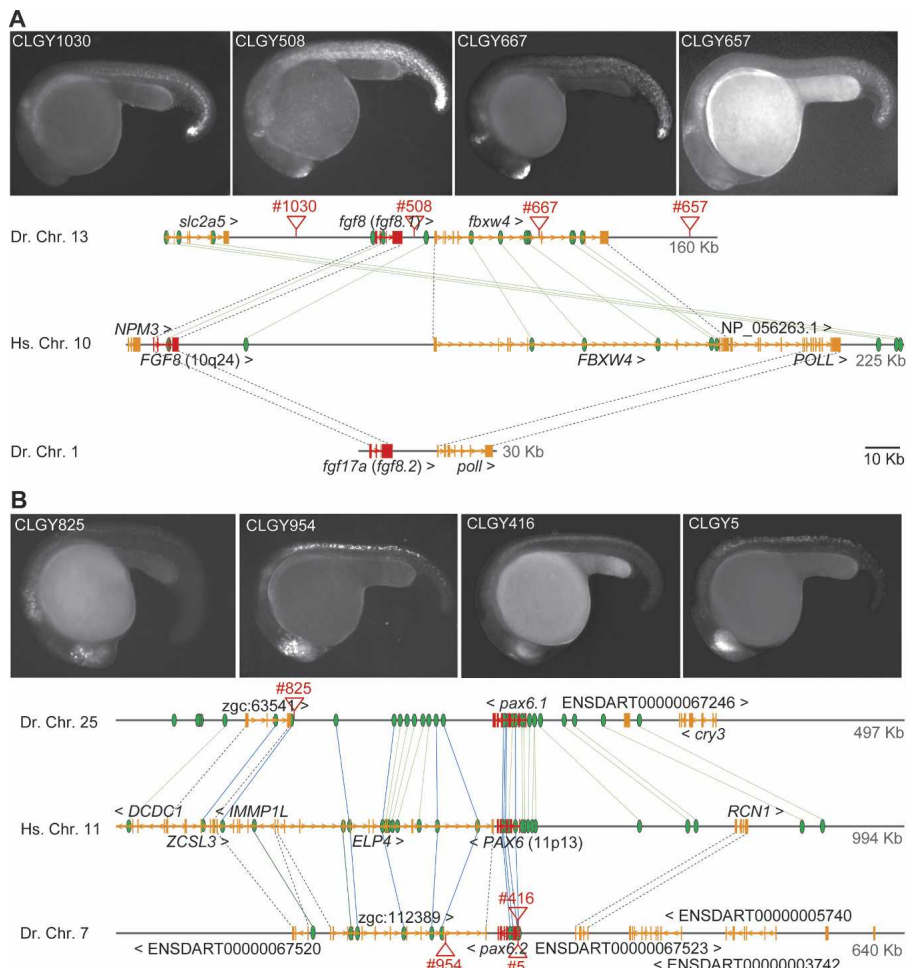 A
CLGY1030 CLGY508 CLGY667 CLGY657
#1030 #508 #667 #657
slc2a5 > fgf8 (fgf8.1) > fbxw4 >
Dr. Chr. 13 160 Kb
NPM3 > NP_056263.1 >
Hs. Chr. 10
FGF8 (10q24) > FBXW4 > POLL > 225 Kb
Dr. Chr. 1 30 Kb
fgf17a (fgf8.2) > poll > 10 Kb
B
CLGY825 CLGY954 CLGY416 CLGY5
#825
zgc:63541 > < pax6.1 ENSDART00000067246 >
Dr. Chr. 25 < cry3 497 Kb
< DCDC1 < IMMP1L RCN1 >
Hs. Chr. 11 994 Kb
ZCSL3 > ELP4 > < PAX6 (11p13)
#416
zgc:112389 > < ENSDART00000005740
Dr. Chr. 7
< ENSDART00000067520 < pax6.2 ENSDART00000067523 > 640 Kb
#954 #5 < ENSDART00000003742